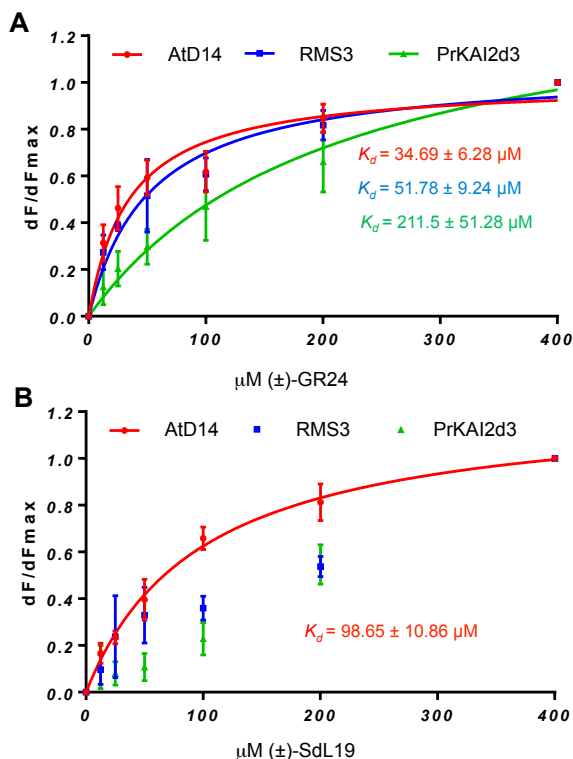 A
AtD14 RMS3 PrKAI2d3
1.2
1.0
0.8
0.6
0.4
0.2
0.0
dF/dFmax
Kd = 34.69 ± 6.28 µM
Kd = 51.78 ± 9.24 µM
Kd = 211.5 ± 51.28 µM
0 100 200 300 400
µM (±)-GR24
B
AtD14 RMS3 PrKAI2d3
1.2
1.0
0.8
0.6
0.4
0.2
0.0
dF/dFmax
Kd = 98.65 ± 10.86 µM
0 100 200 300 400
µM (±)-SdL19